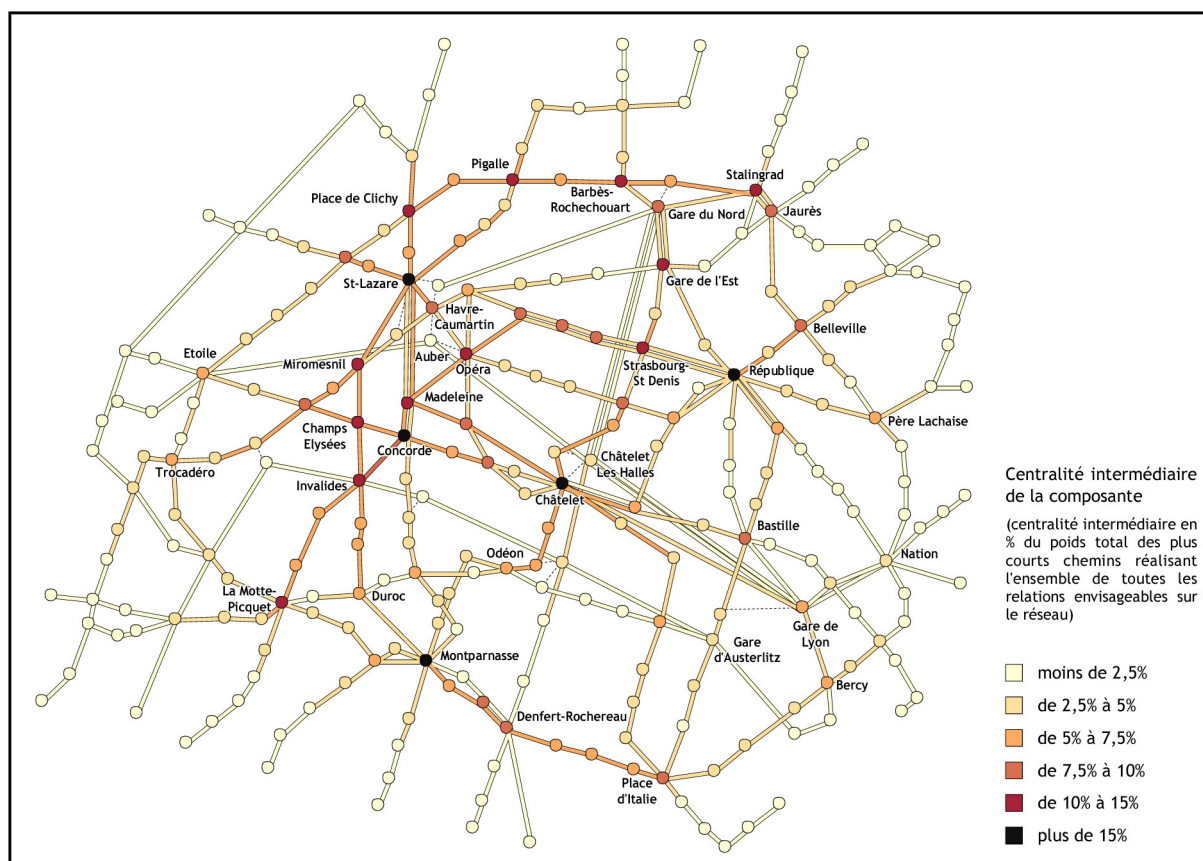 Pigalle
Stalingrad
Place de Clichy
Barbès-
Rochechouart
Gare du Nord
Jaurès
St-Lazare
Gare de l'Est
Havre-
Caumartin
Belleville
Etoile
Miromesnil
Auber
Opéra
Strasbourg-
St Denis
République
Madeleine
Champs
Elysées
Père Lachaise
Concorde
Trocadéro
Châtelet
Les Halles
Invalides
Châtelet
Bastille
Odéon
Nation
La Motte-
Picquet
Duroc
Gare de
Lyon
Gare
d'Austerlitz
Montparnasse
Bercy
Denfert-Rochereau
Place
d'Italie
Centralité intermédiaire
de la composante
(centralité intermédiaire en
% du poids total des plus
courts chemins réalisant
l'ensemble de toutes les
relations envisageables sur
le réseau)
moins de 2,5%
de 2,5% à 5%
de 5% à 7,5%
de 7,5% à 10%
de 10% à 15%
plus de 15%